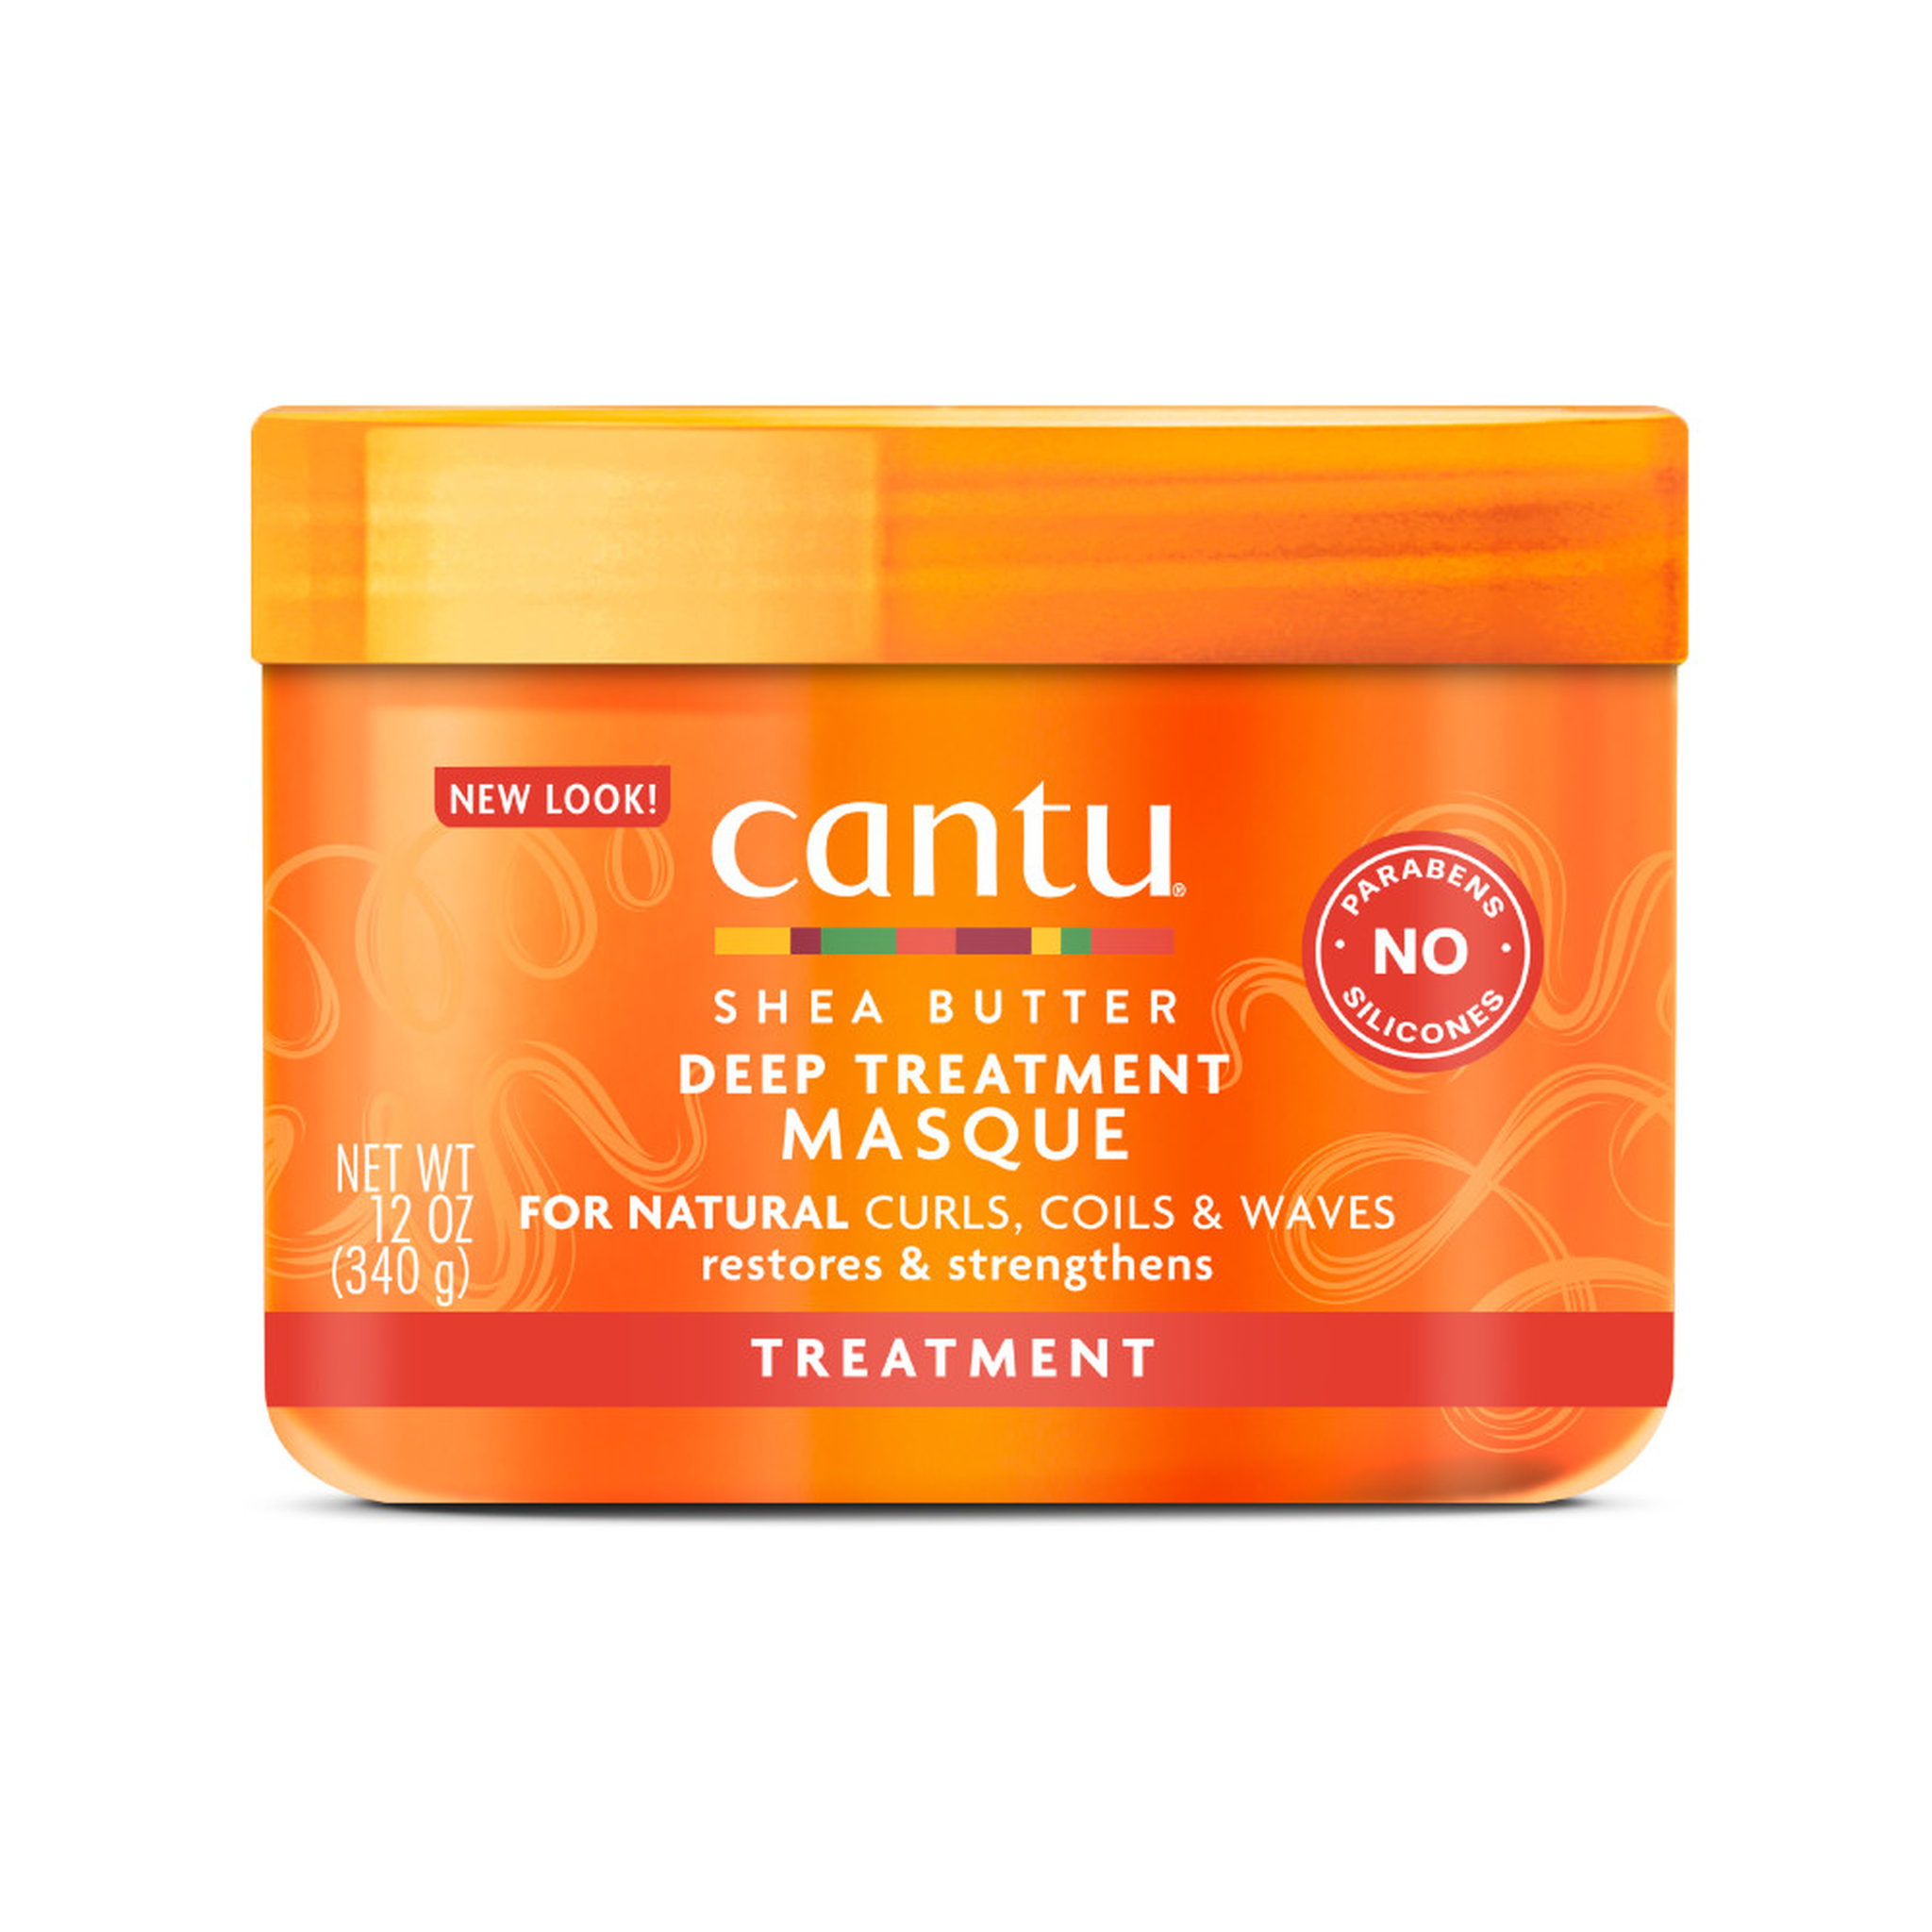 NEW LOOK!
cantu®
SHEA BUTTER
DEEP TREATMENT
MASQUE
FOR NATURAL CURLS, COILS & WAVES
restores & strengthens
NET WT
12 OZ
(340 g)
PARABENS
NO
SILICONES
TREATMENT